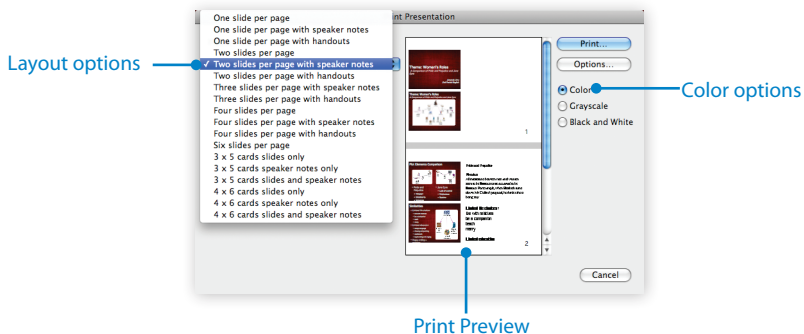 int Presentation
One slide per page
One slide per page with speaker notes
One slide per page with handouts
Two slides per page
✓ Two slides per page with speaker notes
Two slides per page with handouts
Three slides per page with speaker notes
Three slides per page with handouts
Four slides per page
Four slides per page with speaker notes
Four slides per page with handouts
Six slides per page
3 x 5 cards slides only
3 x 5 cards speaker notes only
3 x 5 cards slides and speaker notes
4 x 6 cards slides only
4 x 6 cards speaker notes only
4 x 6 cards slides and speaker notes
Layout options
Theme: Women's Roles
1
2
Print...
Options...
Color
Grayscale
Black and White
Color options
Cancel
Print Preview